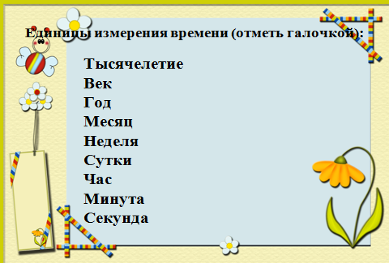 Единицы измерения времени (отметь галочкой):
Тысячелетие
Век
Год
Месяц
Неделя
Сутки
Час
Минута
Секунда